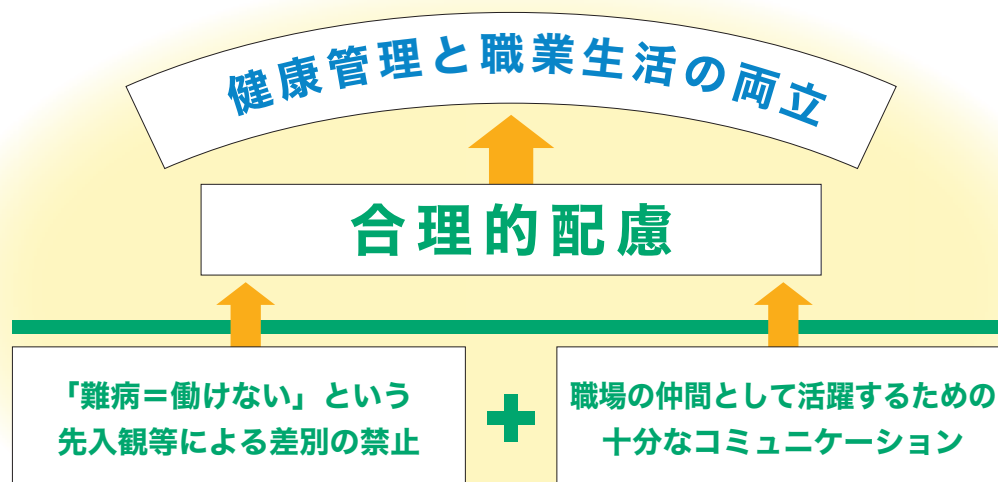 健康管理と職業生活の両立
合理的配慮
「難病＝働けない」という
先入観等による差別の禁止
職場の仲間として活躍するための
十分なコミュニケーション